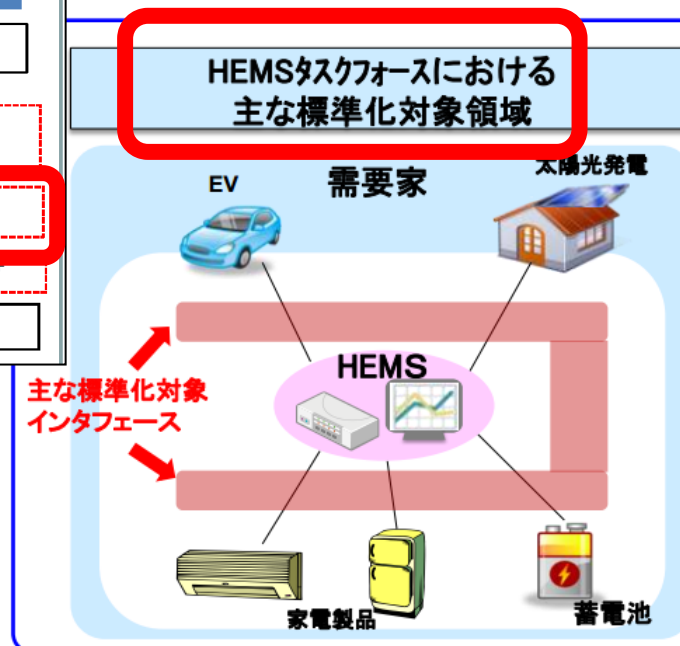 HEMSタスクフォースにおける
主な標準化対象領域
太陽光発電
EV
需要家
HEMS
主な標準化対象
インタフェース
家電製品
蓄電池